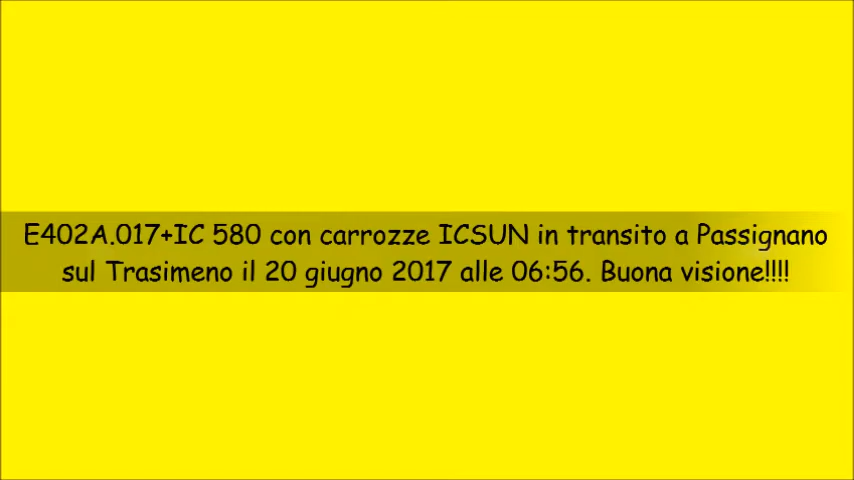 E402A.017+IC 580 con carrozze ICSUN in transito a Passignano
sul Trasimeno il 20 giugno 2017 alle 06:56. Buona visione!!!!